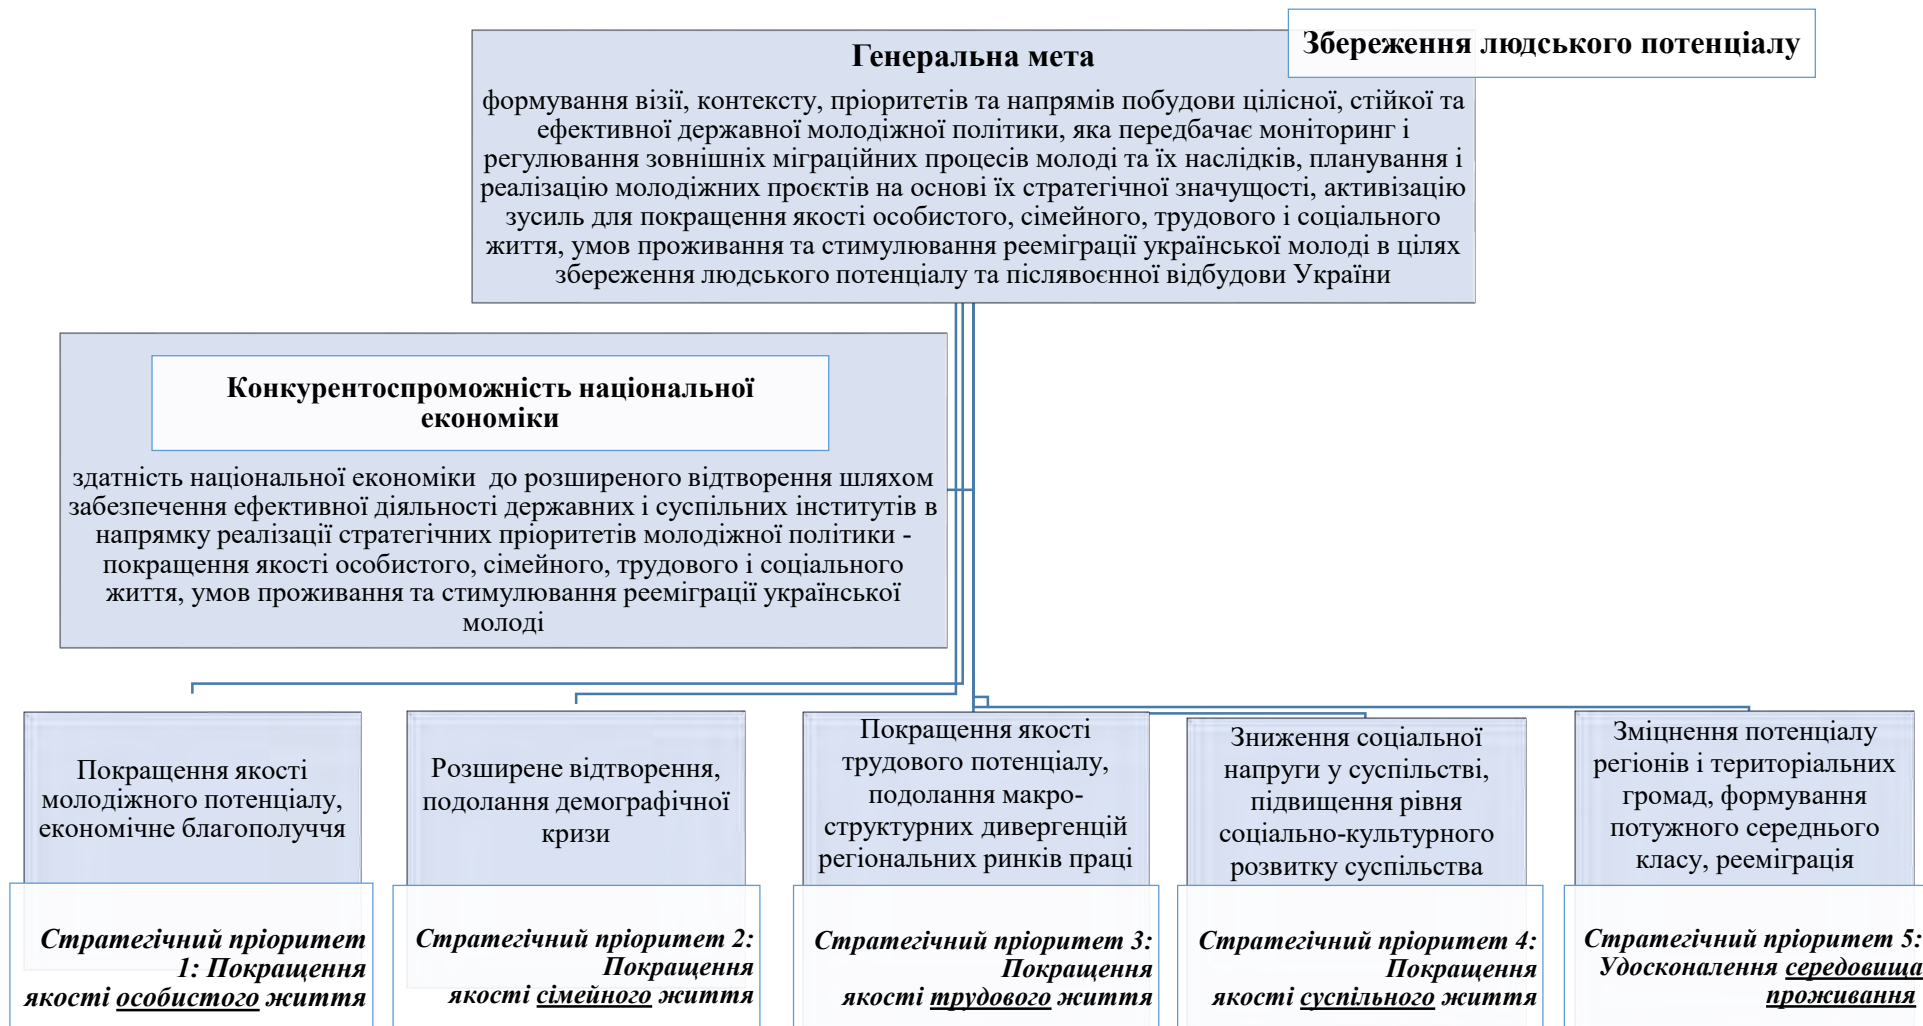 Збереження людського потенціалу
Генеральна мета
формування візії, контексту, пріоритетів та напрямів побудови цілісної, стійкої та
ефективної державної молодіжної політики, яка передбачає моніторинг і
регулювання зовнішніх міграційних процесів молоді та їх наслідків, планування і
реалізацію молодіжних проєктів на основі їх стратегічної значущості, активізацію
зусиль для покращення якості особистого, сімейного, трудового і соціального
життя, умов проживання та стимулювання рееміграції української молоді в цілях
збереження людського потенціалу та післявоєнної відбудови України
Конкурентоспроможність національної
економіки
здатність національної економіки до розширеного відтворення шляхом
забезпечення ефективної діяльності державних і суспільних інститутів в
напрямку реалізації стратегічних пріоритетів молодіжної політики -
покращення якості особистого, сімейного, трудового і соціального
життя, умов проживання та стимулювання рееміграції української
молоді
Покращення якості
молодіжного потенціалу,
економічне благополуччя
Стратегічний пріоритет
1: Покращення
якості особистого життя
Розширене відтворення,
подолання демографічної
кризи
Стратегічний пріоритет 2:
Покращення
якості сімейного життя
Покращення якості
трудового потенціалу,
подолання макро-
структурних дивергенцій
регіональних ринків праці
Стратегічний пріоритет 3:
Покращення
якості трудового життя
Зниження соціальної
напруги у суспільстві,
підвищення рівня
соціально-культурного
розвитку суспільства
Стратегічний пріоритет 4:
Покращення
якості суспільного життя
Зміцнення потенціалу
регіонів і територіальних
громад, формування
потужного середнього
класу, рееміграція
Стратегічний пріоритет 5:
Удосконалення середовища
проживання